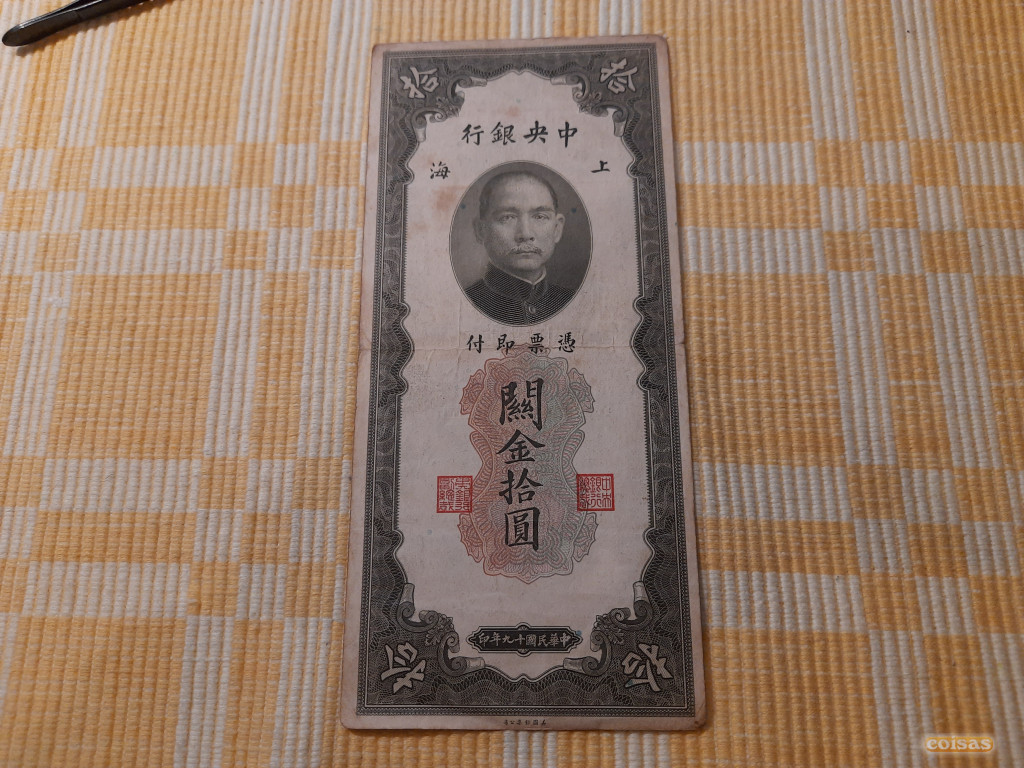 拾 拾
中央銀行
上海
憑票即付
關金拾圓
中華民國十九年印
拾 拾
coisas